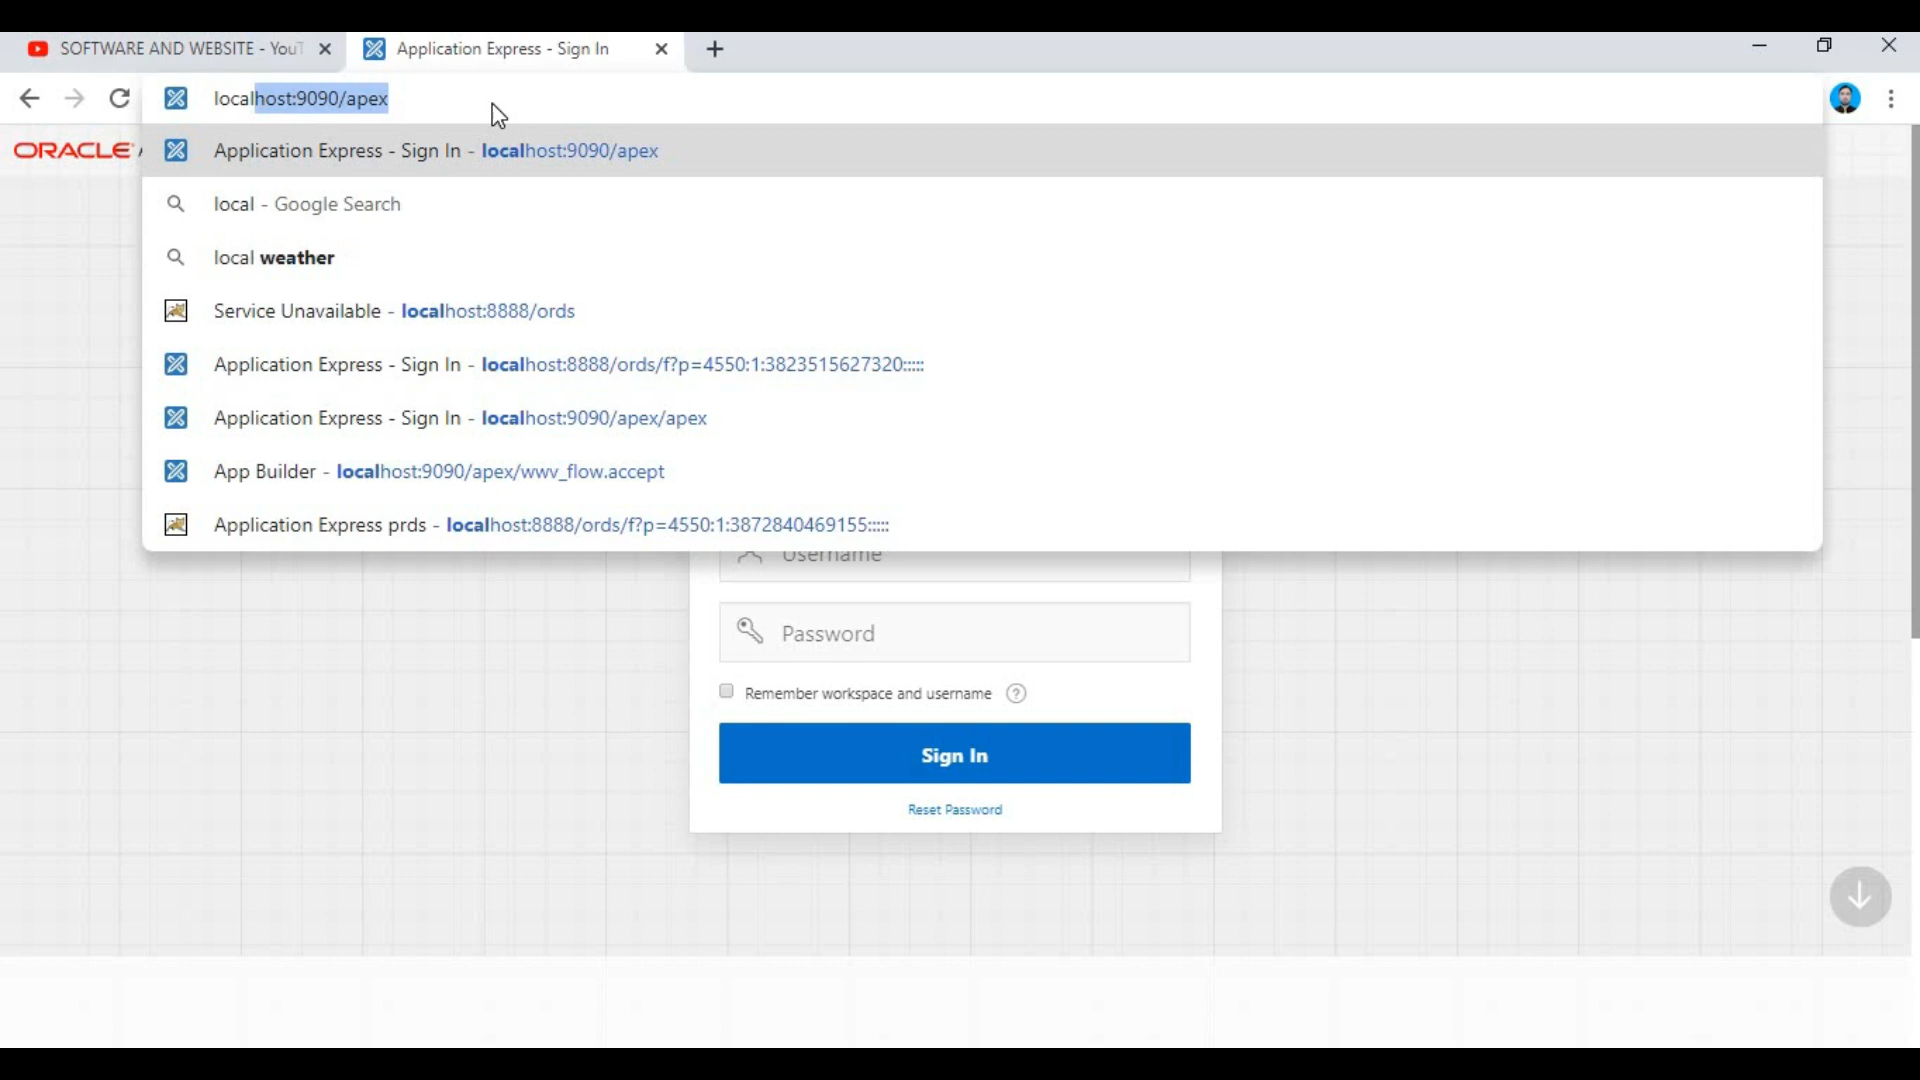 SOFTWARE AND WEBSITE - YouT
Application Express - Sign In
localhost:9090/apex
ORACLE
Application Express - Sign In - localhost:9090/apex
local - Google Search
local weather
Service Unavailable - localhost:8888/ords
Application Express - Sign In - localhost:8888/ords/f?p=4550:1:3823515627320:::::
Application Express - Sign In - localhost:9090/apex/apex
App Builder - localhost:9090/apex/wwv_flow.accept
Application Express prds - localhost:8888/ords/f?p=4550:1:3872840469155:::::
Username
Password
Remember workspace and username ?
Sign In
Reset Password